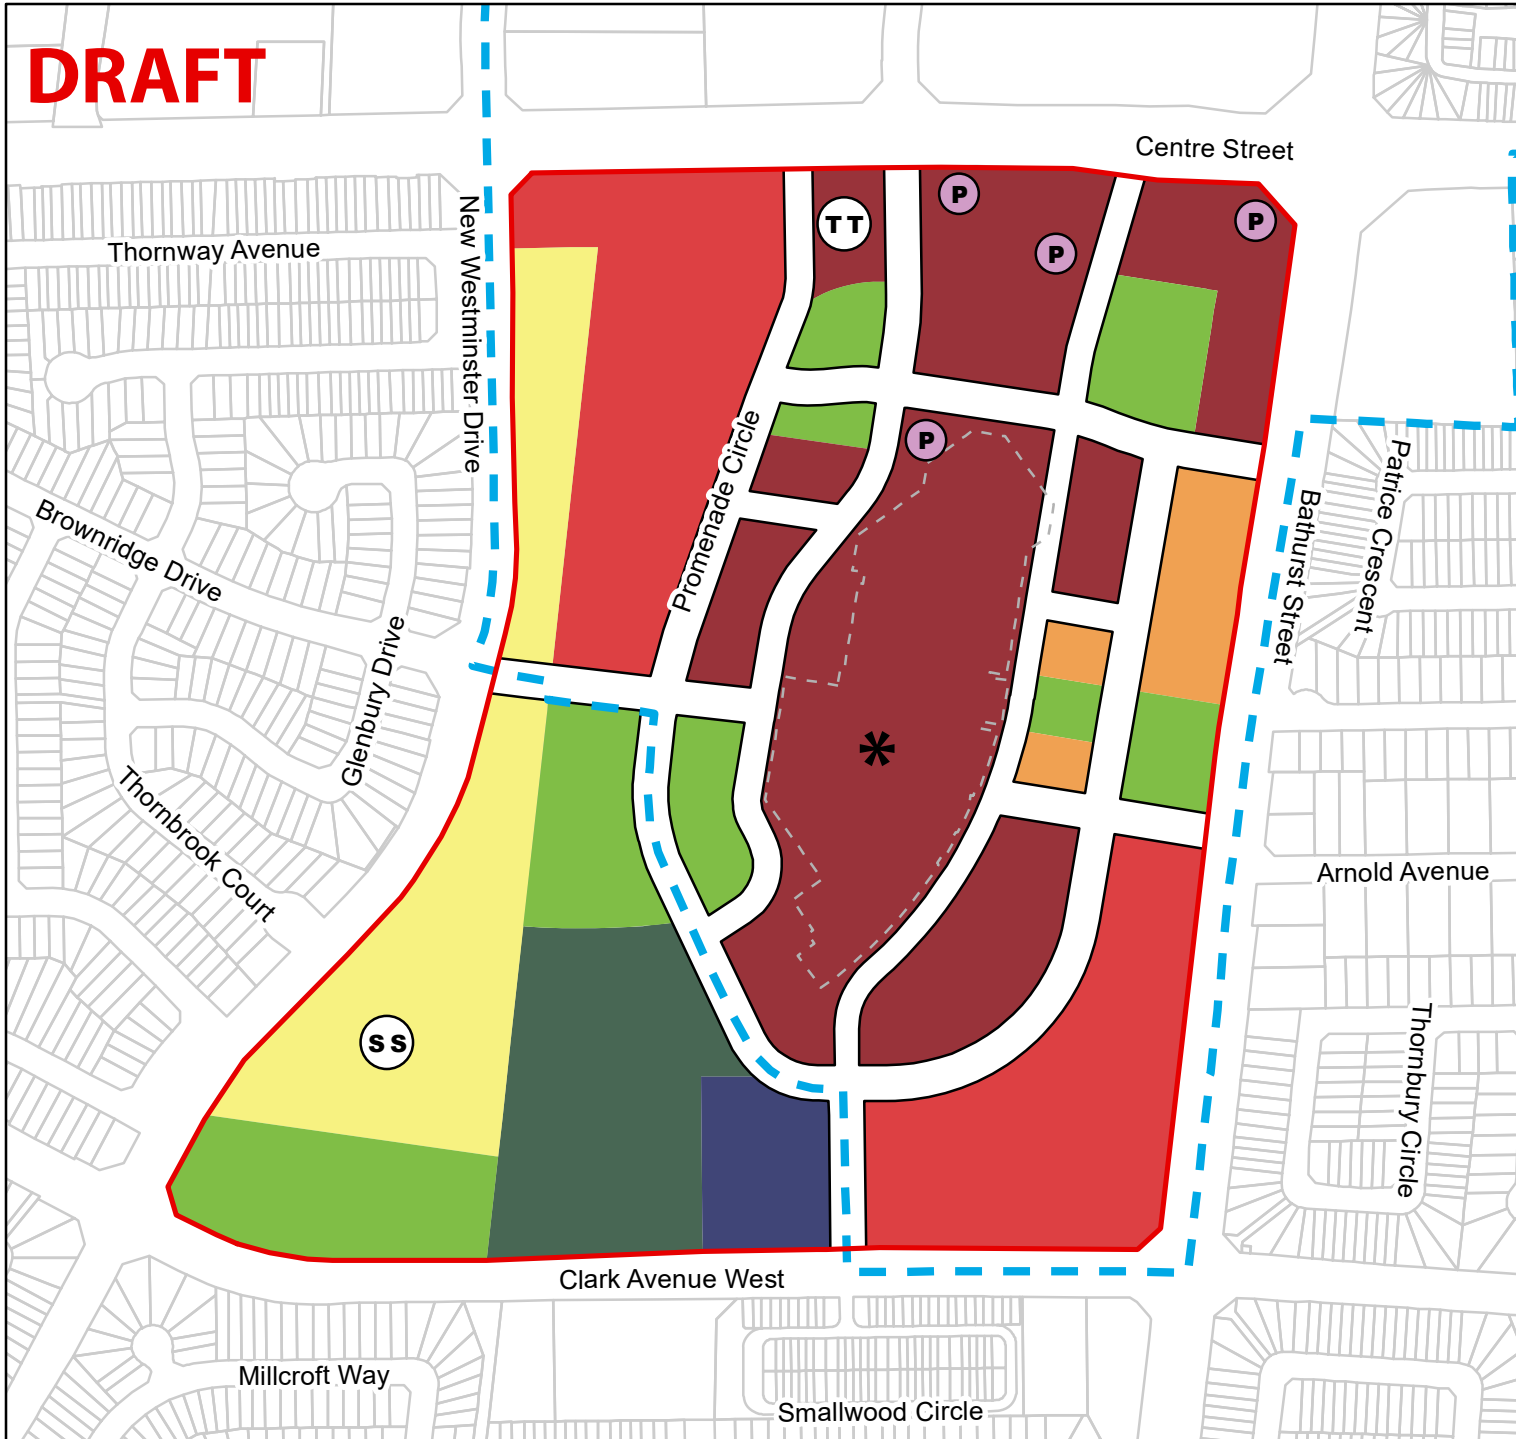 DRAFT
Centre Street
P
P
TT
P
Thornway Avenue
New Westminster Drive
Promenade Circle
P
Patrice Crescent
Bathurst Street
Brownridge Drive
Glenbury Drive
*
Thornbrook Court
Arnold Avenue
SS
Thornbury Circle
Clark Avenue West
Millcroft Way
Smallwood Circle